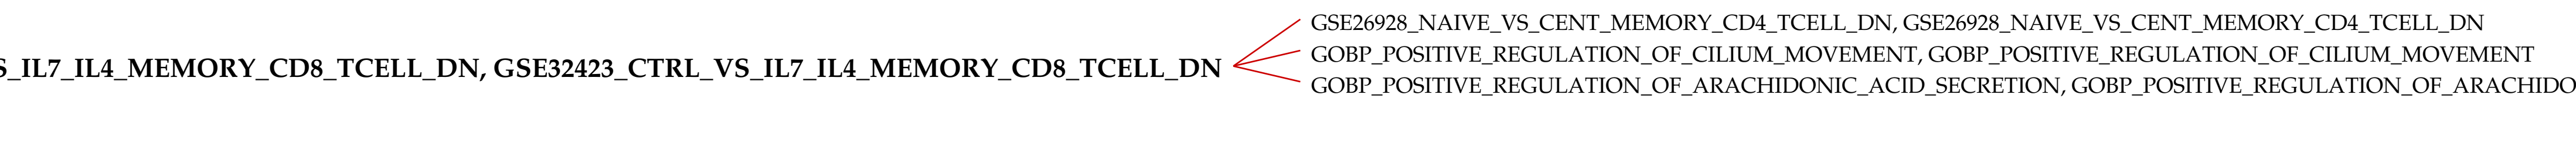 GSE26928_NAIVE_VS_CENT_MEMORY_CD4_TCELL_DN, GSE26928_NAIVE_VS_CENT_MEMORY_CD4_TCELL_DN
GOBP_POSITIVE_REGULATION_OF_CILIUM_MOVEMENT, GOBP_POSITIVE_REGULATION_OF_CILIUM_MOVEMENT
S_IL7_IL4_MEMORY_CD8_TCELL_DN, GSE32423_CTRL_VS_IL7_IL4_MEMORY_CD8_TCELL_DN
GOBP_POSITIVE_REGULATION_OF_ARACHIDONIC_ACID_SECRETION, GOBP_POSITIVE_REGULATION_OF_ARACHIDO